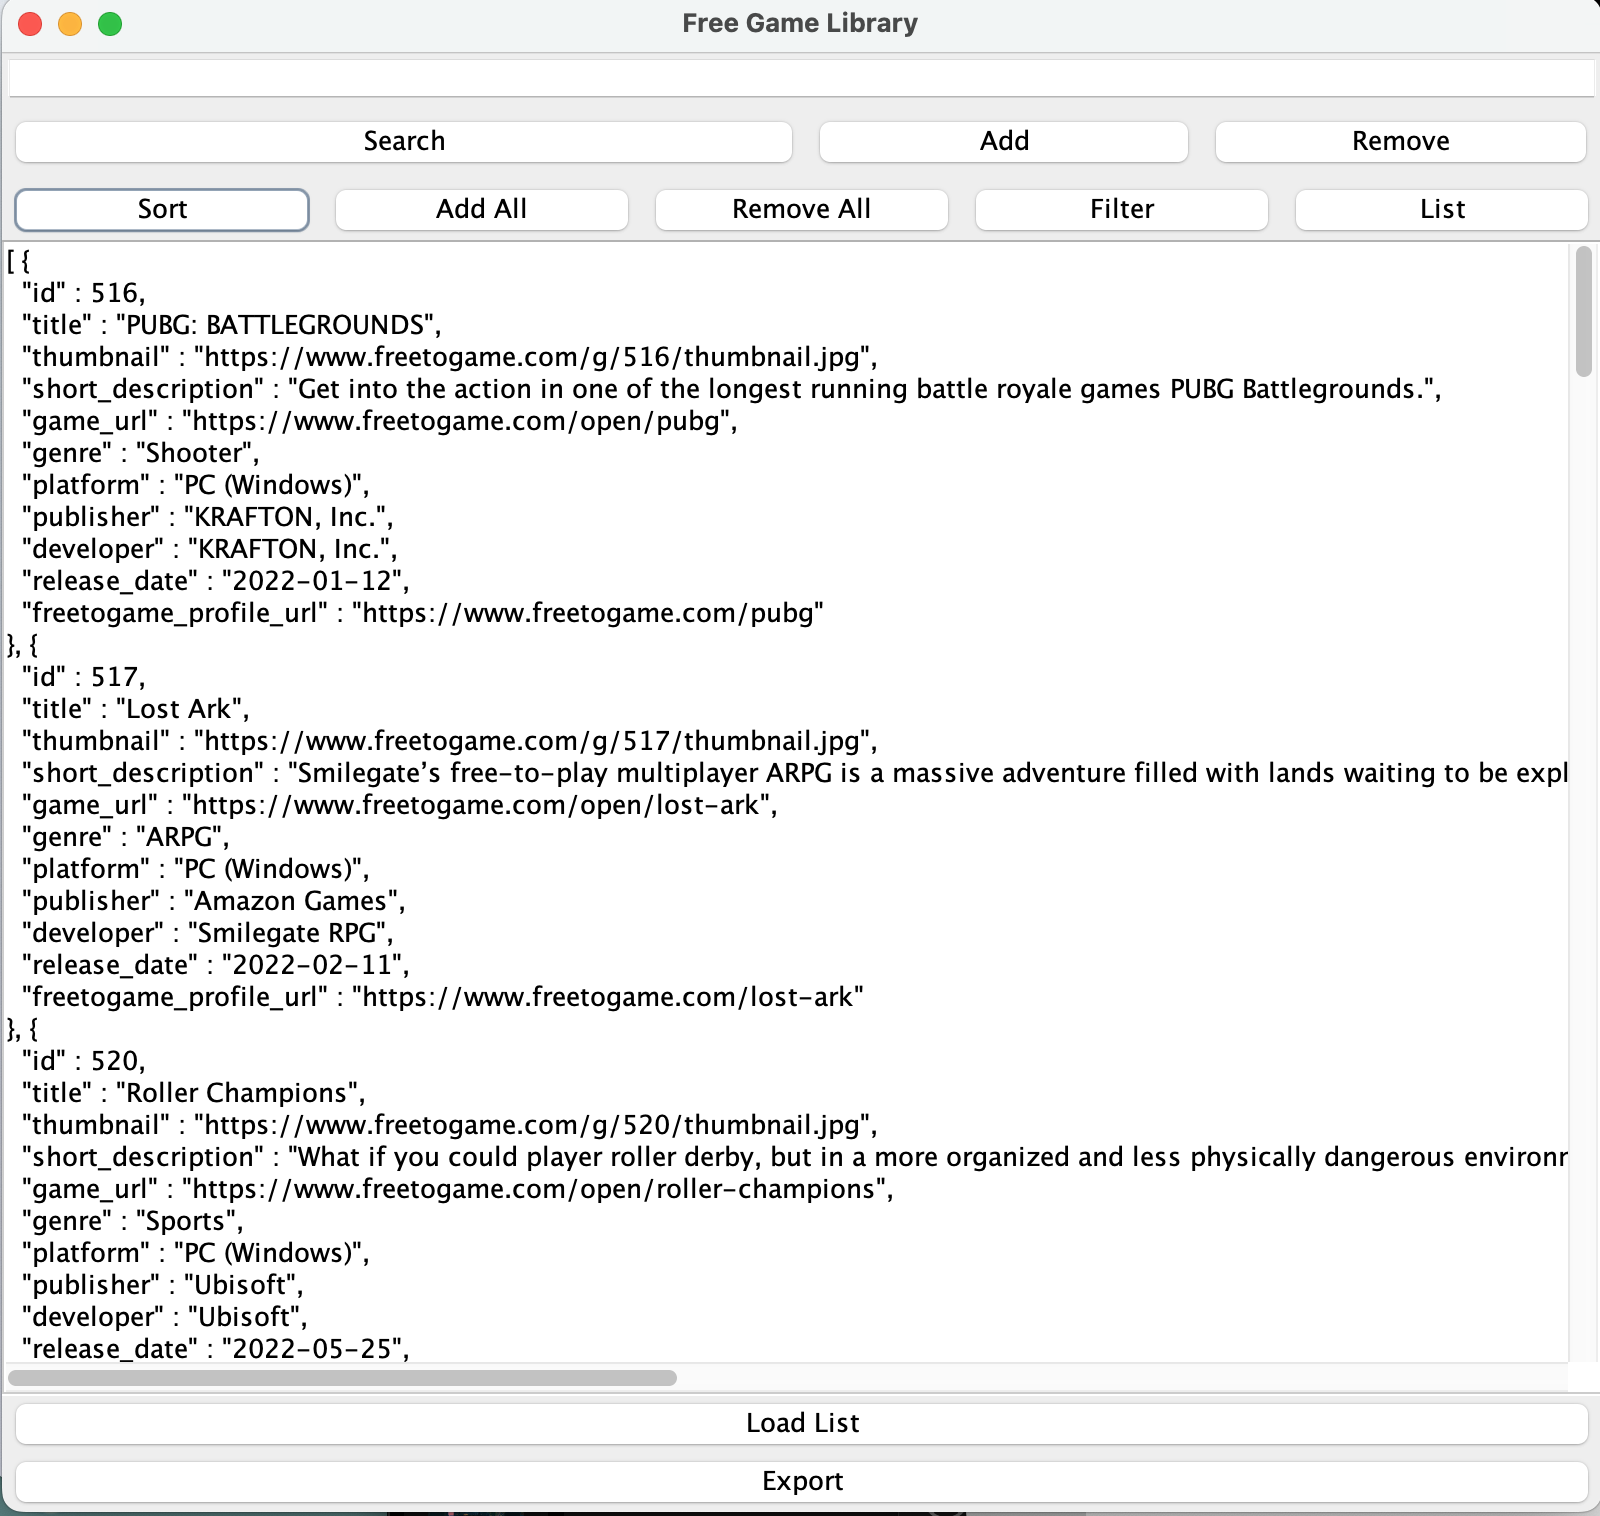 Free Game Library
Search Add Remove
Sort Add All Remove All Filter List
[ {
"id" : 516,
"title" : "PUBG: BATTLEGROUNDS",
"thumbnail" : "https://www.freetogame.com/g/516/thumbnail.jpg",
"short_description" : "Get into the action in one of the longest running battle royale games PUBG Battlegrounds.",
"game_url" : "https://www.freetogame.com/open/pubg",
"genre" : "Shooter",
"platform" : "PC (Windows)",
"publisher" : "KRAFTON, Inc.",
"developer" : "KRAFTON, Inc.",
"release_date" : "2022-01-12",
"freetogame_profile_url" : "https://www.freetogame.com/pubg"
}, {
"id" : 517,
"title" : "Lost Ark",
"thumbnail" : "https://www.freetogame.com/g/517/thumbnail.jpg",
"short_description" : "Smilegate’s free-to-play multiplayer ARPG is a massive adventure filled with lands waiting to be expl
"game_url" : "https://www.freetogame.com/open/lost-ark",
"genre" : "ARPG",
"platform" : "PC (Windows)",
"publisher" : "Amazon Games",
"developer" : "Smilegate RPG",
"release_date" : "2022-02-11",
"freetogame_profile_url" : "https://www.freetogame.com/lost-ark"
}, {
"id" : 520,
"title" : "Roller Champions",
"thumbnail" : "https://www.freetogame.com/g/520/thumbnail.jpg",
"short_description" : "What if you could player roller derby, but in a more organized and less physically dangerous
"game_url" : "https://www.freetogame.com/open/roller-champions",
"genre" : "Sports",
"platform" : "PC (Windows)",
"publisher" : "Ubisoft",
"developer" : "Ubisoft",
"release_date" : "2022-05-25",
Load List
Export